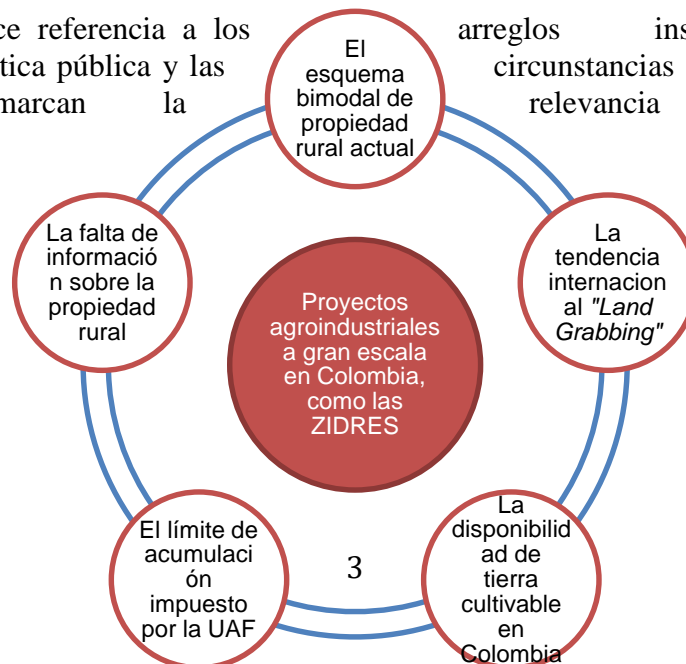 ce referencia a los arreglos ins
tica pública y las circunstancias
marcan la relevancia
El
esquema
bimodal de
propiedad
rural actual
La falta de
informació
n sobre la
propiedad
rural
La
tendencia
internacion
al "Land
Grabbing"
Proyectos
agroindustriales
a gran escala
en Colombia,
como las
ZIDRES
El límite de
acumulaci
ón
impuesto
por la UAF
3
La
disponibilid
ad de
tierra
cultivable
en
Colombia